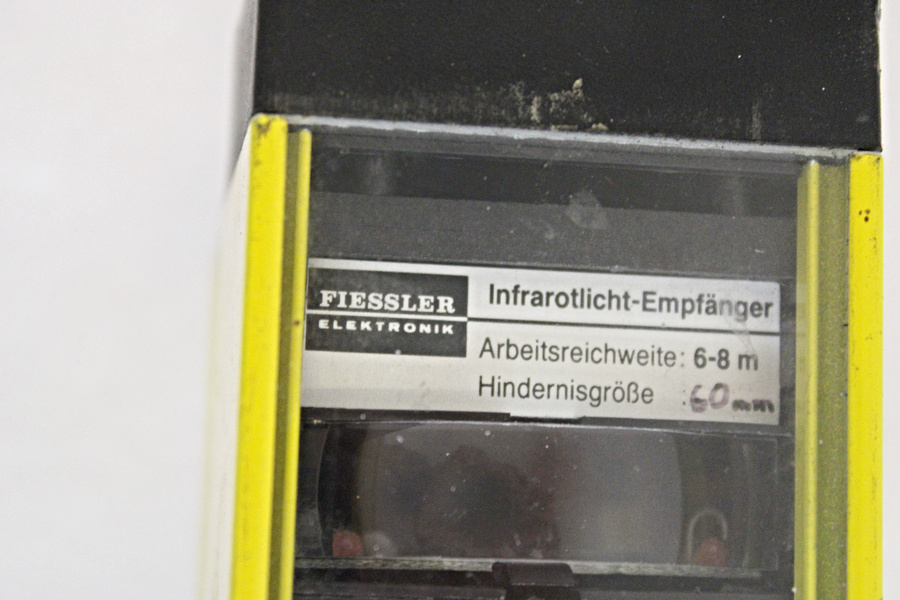 FIESSLER
ELEKTRONIK
Infrarotlicht-Empfänger
Arbeitsreichweite: 6-8 m
Hindernisgröße : 60 mm